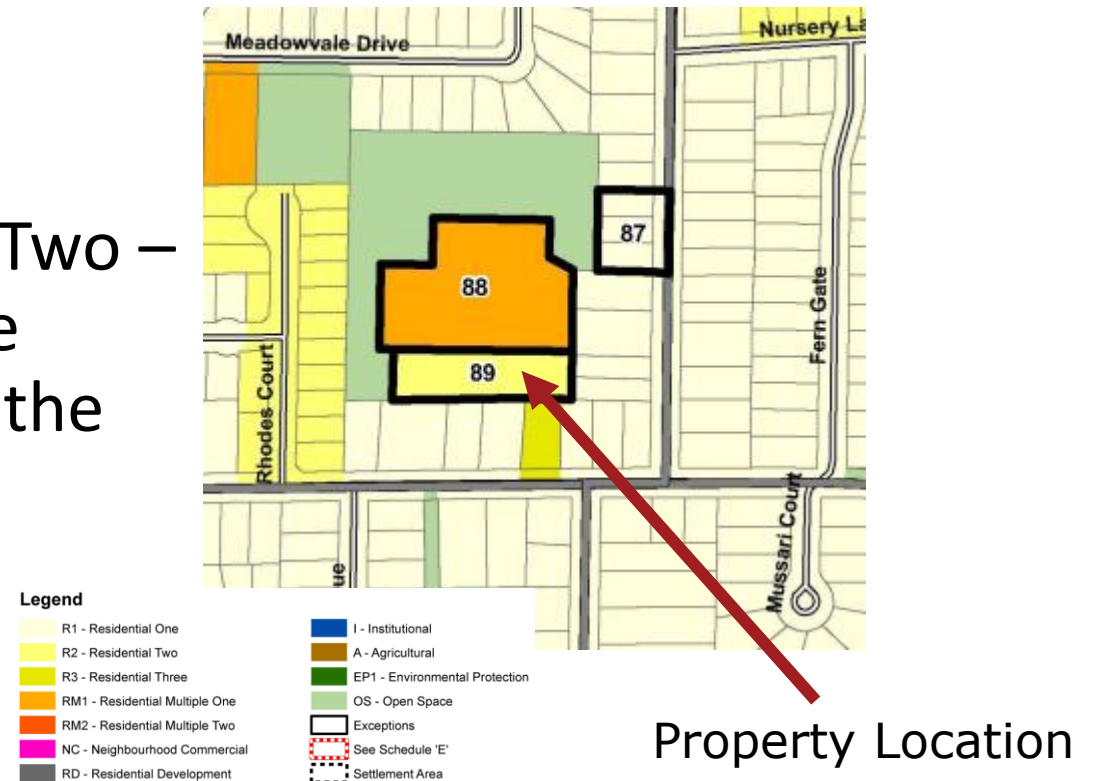 Two –
e
the
Meadowvale Drive
Nursery La
87
88
89
Fern Gate
Rhodes Court
Mussari Court
ue
Legend
R1 - Residential One
R2 - Residential Two
R3 - Residential Three
RM1 - Residential Multiple One
RM2 - Residential Multiple Two
NC - Neighbourhood Commercial
RD - Residential Development
I - Institutional
A - Agricultural
EP1 - Environmental Protection
OS - Open Space
Exceptions
See Schedule 'E'
Settlement Area
Property Location